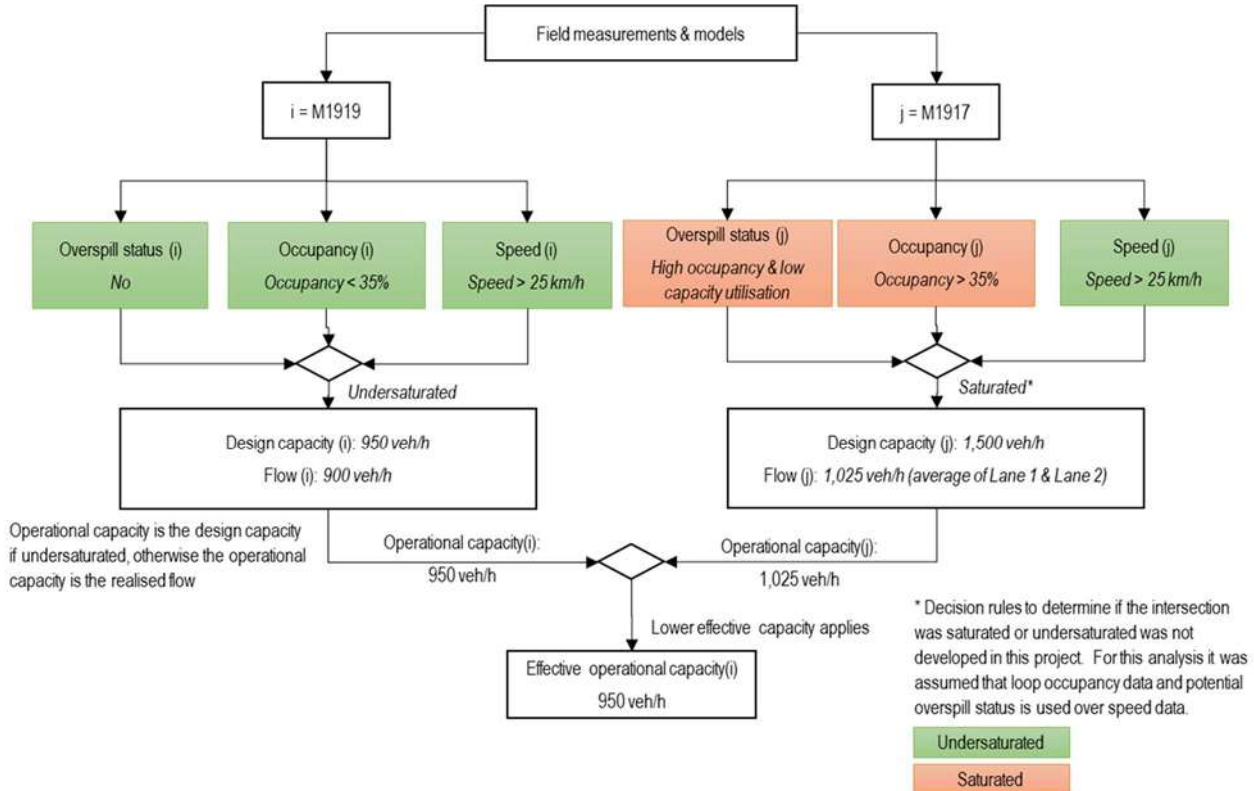 Field measurements & models
i = M1919
j = M1917
Overspill status (i)
No
Occupancy (i)
Occupancy < 35%
Speed (i)
Speed > 25 km/h
Overspill status (j)
High occupancy & low
capacity utilisation
Occupancy (j)
Occupancy > 35%
Speed (j)
Speed > 25 km/h
Undersaturated
Saturated*
Design capacity (i): 950 veh/h
Flow (i): 900 veh/h
Design capacity (j): 1,500 veh/h
Flow (j): 1,025 veh/h (average of Lane 1 & Lane 2)
Operational capacity is the design capacity
if undersaturated, otherwise the operational
capacity is the realised flow
Operational capacity(i):
950 veh/h
Operational capacity(j):
1,025 veh/h
Lower effective capacity applies
Effective operational capacity(i)
950 veh/h
* Decision rules to determine if the intersection
was saturated or undersaturated was not
developed in this project. For this analysis it was
assumed that loop occupancy data and potential
overspill status is used over speed data.
Undersaturated
Saturated